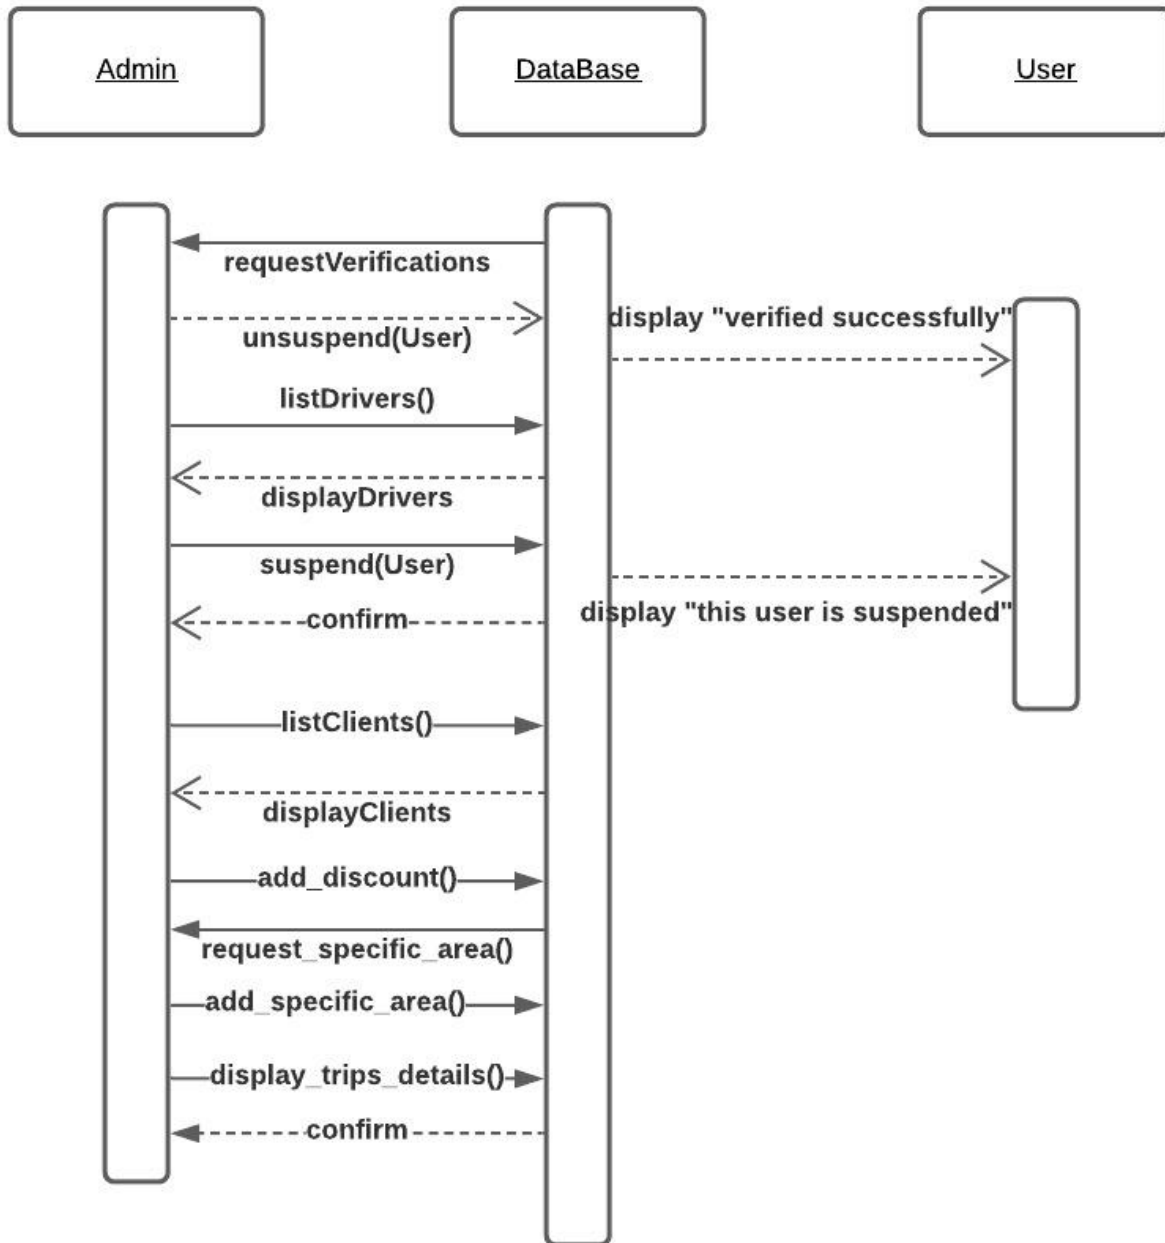 Admin
DataBase
User
requestVerifications
display "verified successfully"
unsuspend(User)
listDrivers()
displayDrivers
suspend(User)
display "this user is suspended"
confirm
listClients()
displayClients
add_discount()
request_specific_area()
add_specific_area()
display_trips_details()
confirm